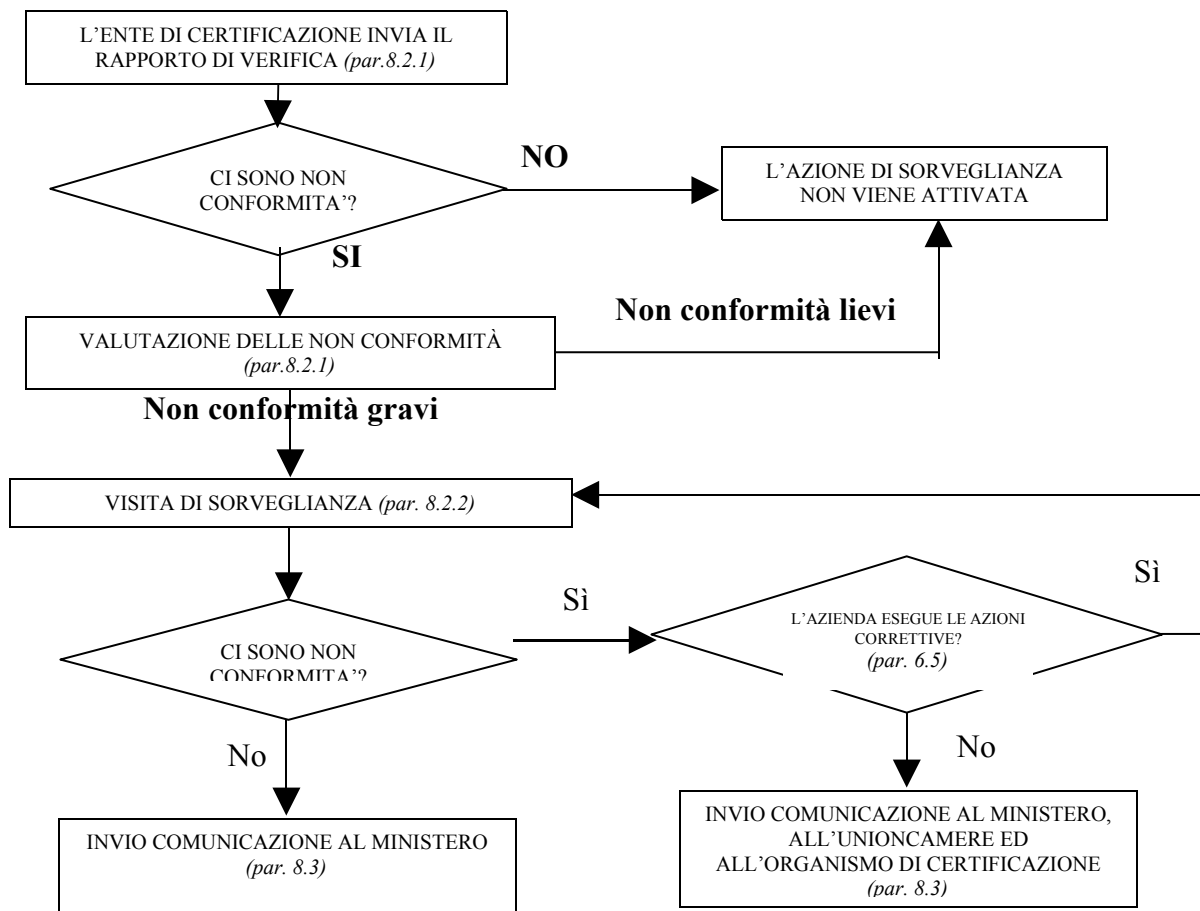 L’ENTE DI CERTIFICAZIONE INVIA IL
RAPPORTO DI VERIFICA (par.8.2.1)
CI SONO NON
CONFORMITA’?
NO
L’AZIONE DI SORVEGLIANZA
NON VIENE ATTIVATA
SI
Non conformità lievi
VALUTAZIONE DELLE NON CONFORMITÀ
(par.8.2.1)
Non conformità gravi
VISITA DI SORVEGLIANZA (par. 8.2.2)
CI SONO NON
CONFORMITA’?
Sì
L’AZIENDA ESEGUE LE AZIONI
CORRETTIVE?
(par. 6.5)
Sì
No
No
INVIO COMUNICAZIONE AL MINISTERO
(par. 8.3)
INVIO COMUNICAZIONE AL MINISTERO,
ALL’UNIONCAMERE ED
ALL’ORGANISMO DI CERTIFICAZIONE
(par. 8.3)